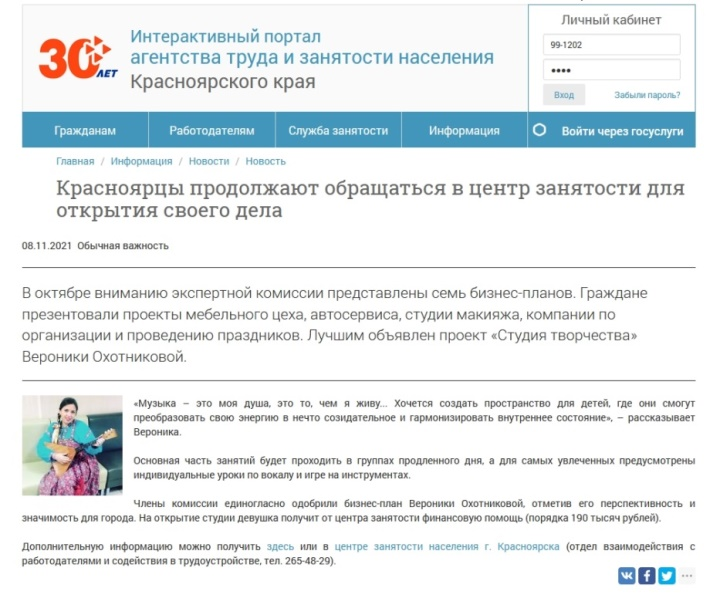 30 ЛЕТ
Интерактивный портал
агентства труда и занятости населения
Красноярского края
Личный кабинет
99-1202
••••
Вход
Забыли пароль?
Гражданам
Работодателям
Служба занятости
Информация
Войти через госуслуги
Главная / Информация / Новости / Новость
Красноярцы продолжают обращаться в центр занятости для
открытия своего дела
08.11.2021 Обычная важность
В октябре вниманию экспертной комиссии представлены семь бизнес-планов. Граждане
презентовали проекты мебельного цеха, автосервиса, студии макияжа, компании по
организации и проведению праздников. Лучшим объявлен проект «Студия творчества»
Вероники Охотниковой.
«Музыка – это моя душа, это то, чем я живу... Хочется создать пространство для детей, где они смогут
преобразовать свою энергию в нечто созидательное и гармонизировать внутреннее состояние», – рассказывает
Вероника.
Основная часть занятий будет проходить в группах продленного дня, а для самых увлеченных предусмотрены
индивидуальные уроки по вокалу и игре на инструментах.
Члены комиссии единогласно одобрили бизнес-план Вероники Охотниковой, отметив его перспективность и
значимость для города. На открытие студии девушка получит от центра занятости финансовую помощь (порядка 190 тысяч рублей).
Дополнительную информацию можно получить здесь или в центре занятости населения г. Красноярска (отдел взаимодействия с
работодателями и содействия в трудоустройстве, тел. 265-48-29).